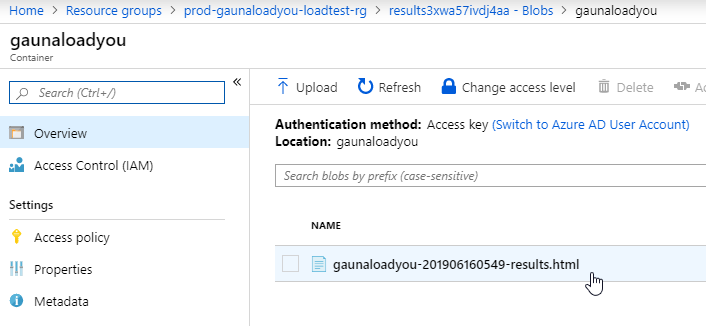 Home > Resource groups > prod-gaunaloadyou-loadtest-rg > results3xwa57ivdj4aa - Blobs > gaunaloadyou
gaunaloadyou
Container
Search (Ctrl+/)
«
Overview
Access Control (IAM)
Settings
Access policy
Properties
Metadata
Upload Refresh Change access level Delete
Authentication method: Access key (Switch to Azure AD User Account)
Location: gaunaloadyou
Search blobs by prefix (case-sensitive)
NAME
gaunaloadyou-201906160549-results.html